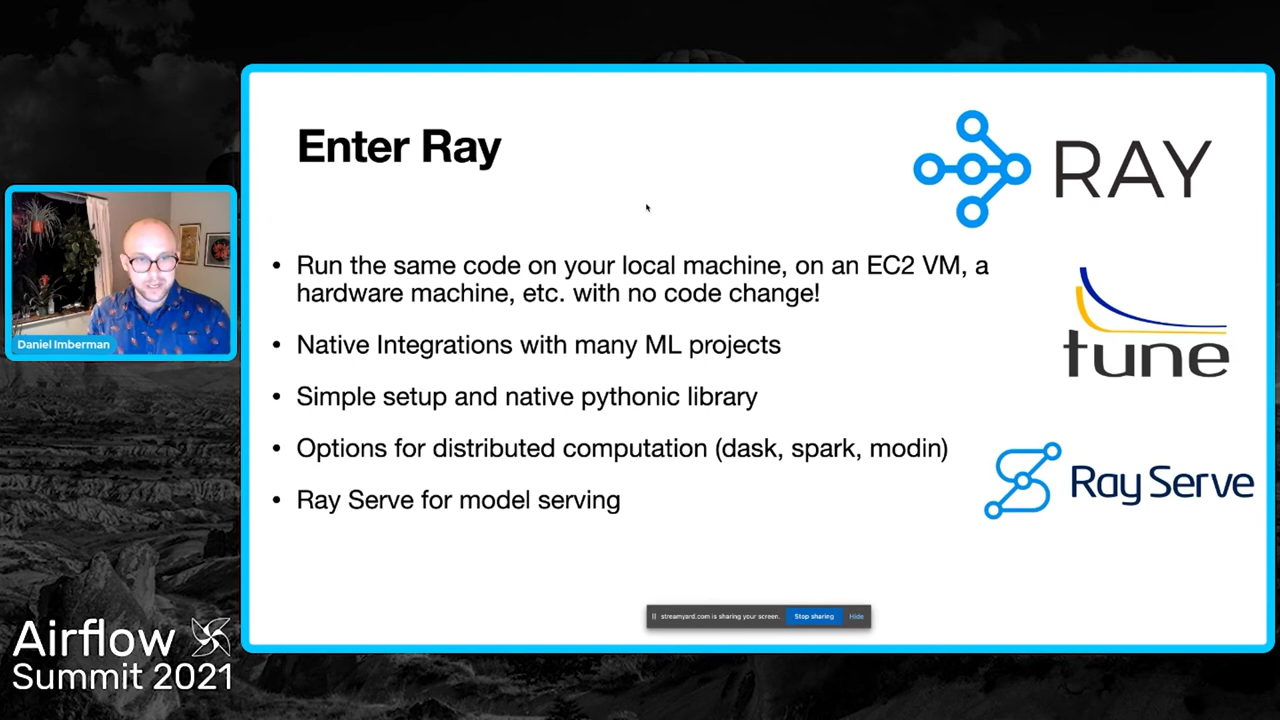 Enter Ray
RAY
• Run the same code on your local machine, on an EC2 VM, a
hardware machine, etc. with no code change!
• Native Integrations with many ML projects
• Simple setup and native pythonic library
• Options for distributed computation (dask, spark, modin)
• Ray Serve for model serving
tune
Ray Serve
Daniel Imberman
streamyard.com is sharing your screen. Stop sharing Hide
Airflow
Summit 2021